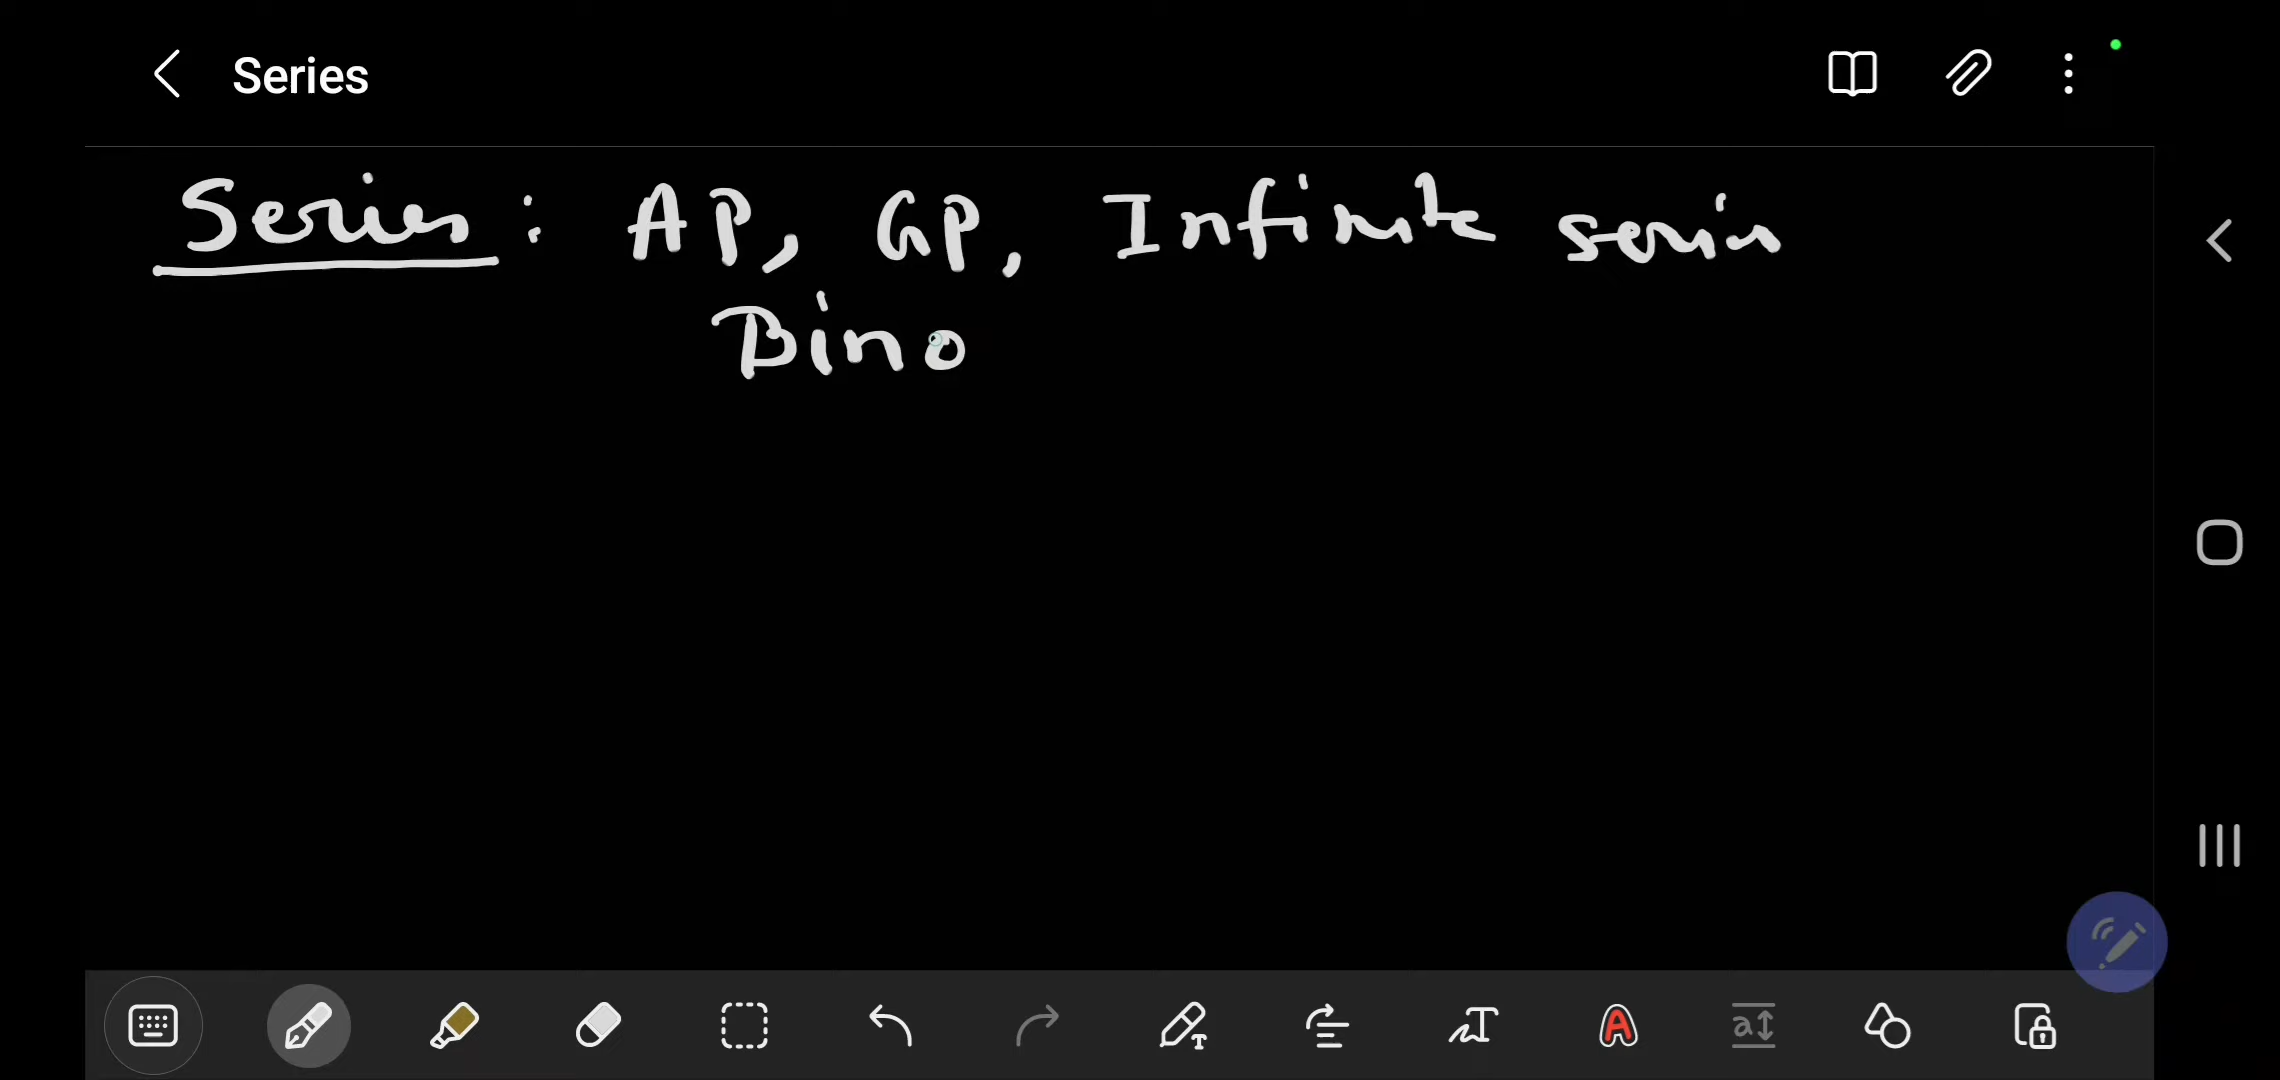 Series
Series : AP, GP, Infinite series
Bino